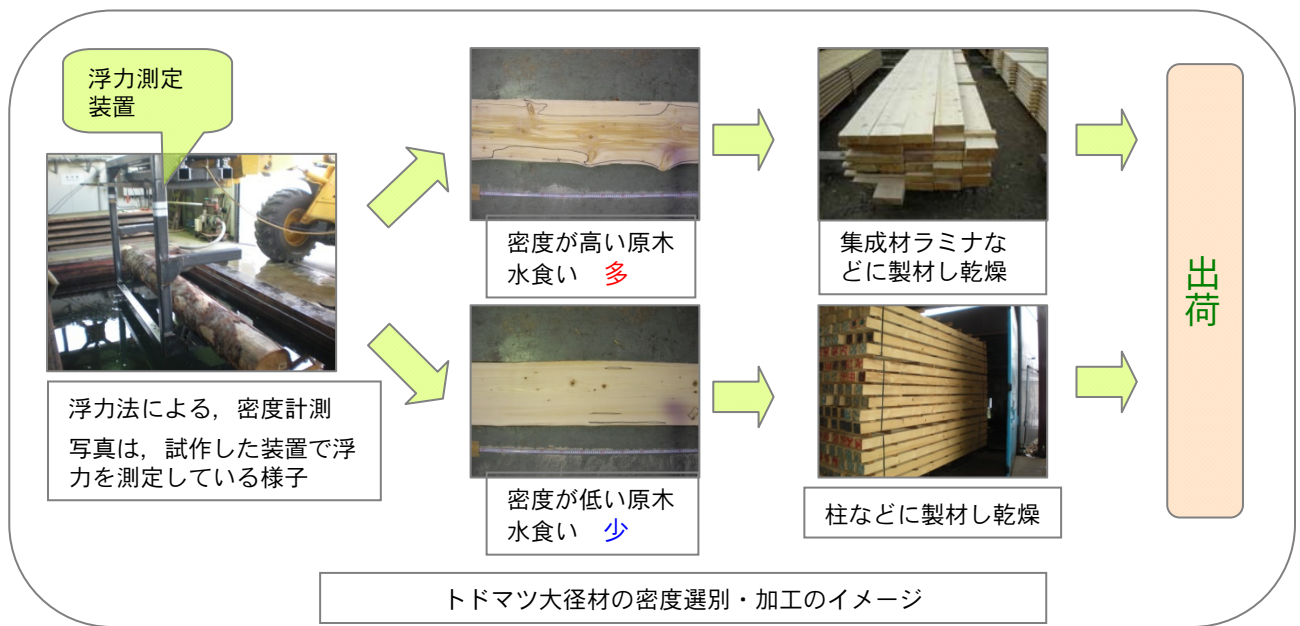 浮力測定
装置
浮力法による，密度計測
写真は，試作した装置で浮
力を測定している様子
密度が高い原木
水食い　多
密度が低い原木
水食い　少
集成材ラミナな
どに製材し乾燥
柱などに製材し乾燥
出荷
トドマツ大径材の密度選別・加工のイメージ